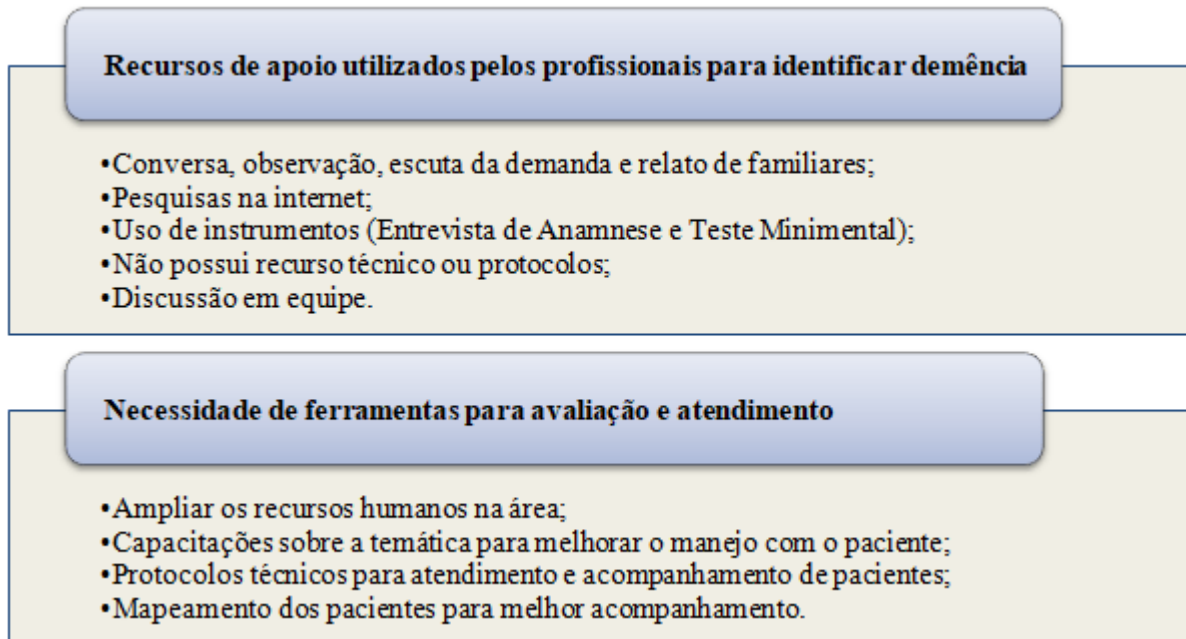 Recursos de apoio utilizados pelos profissionais para identificar demência
•Conversa, observação, escuta da demanda e relato de familiares;
•Pesquisas na internet;
•Uso de instrumentos (Entrevista de Anamnese e Teste Minimental);
•Não possui recurso técnico ou protocolos;
•Discussão em equipe.
Necessidade de ferramentas para avaliação e atendimento
•Ampliar os recursos humanos na área;
•Capacitações sobre a temática para melhorar o manejo com o paciente;
•Protocolos técnicos para atendimento e acompanhamento de pacientes;
•Mapeamento dos pacientes para melhor acompanhamento.